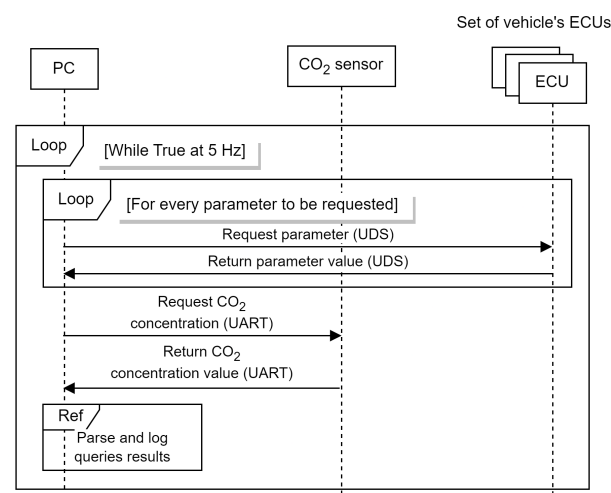 Set of vehicle's ECUs
PC
CO₂ sensor
ECU
Loop
[While True at 5 Hz]
Loop
[For every parameter to be requested]
Request parameter (UDS)
Return parameter value (UDS)
Request CO₂
concentration (UART)
Return CO₂
concentration value (UART)
Ref
Parse and log
queries results